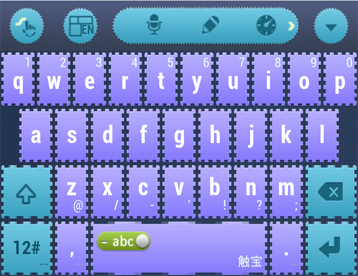 EN
1 2 3 4 5 6 7 8 9 0
q w e r t y u i o p
a s d f g h j k l
z x c v b n m
@ / - ' ! ? ;
12# ... , - abc 触宝 . ...